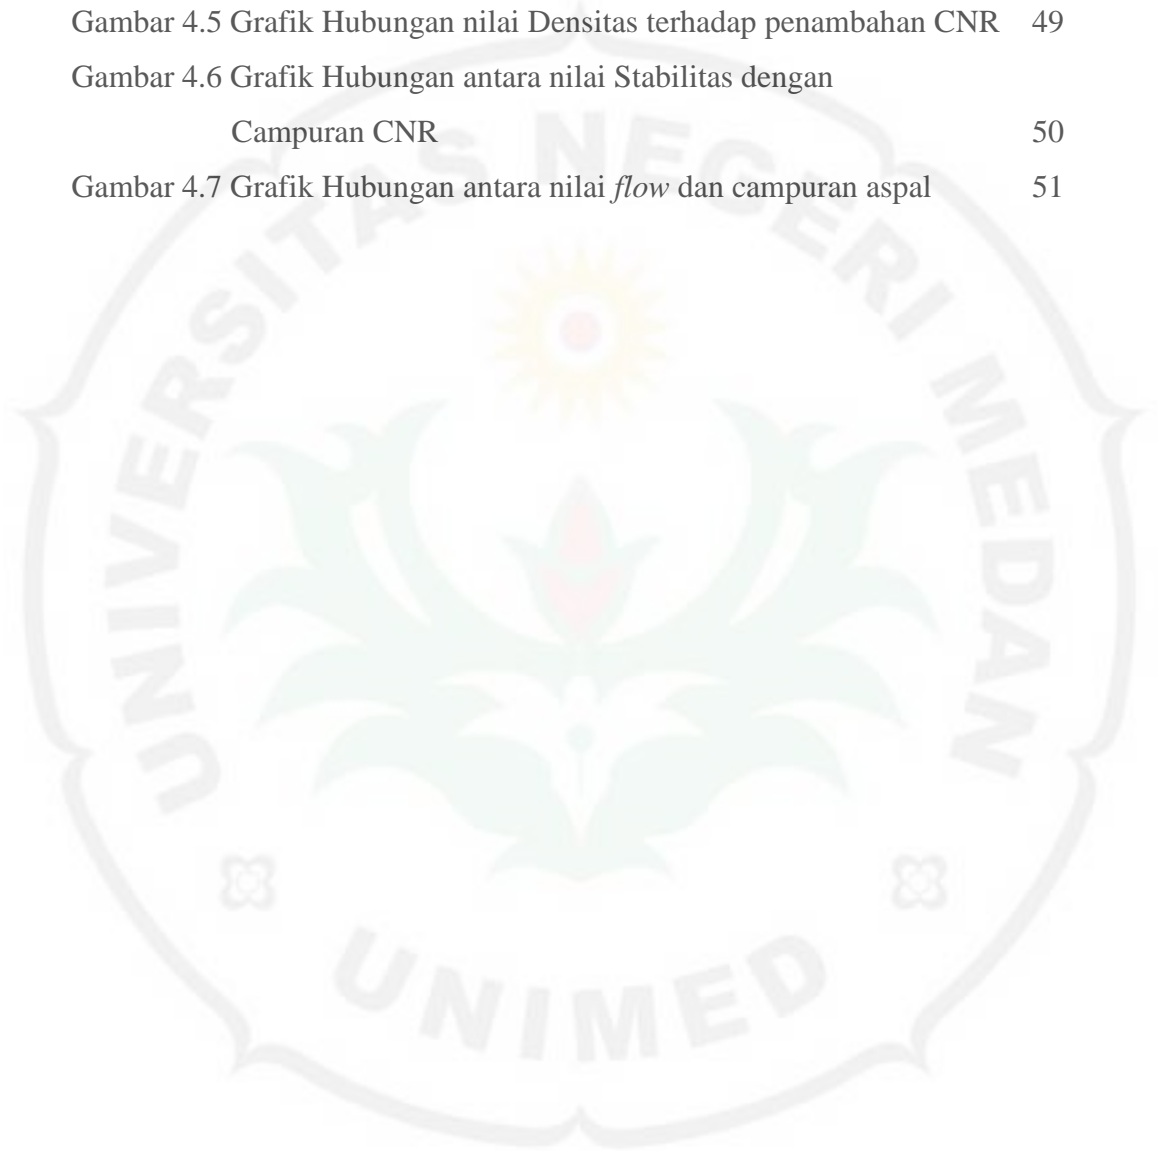 Gambar 4.5 Grafik Hubungan nilai Densitas terhadap penambahan CNR 49
Gambar 4.6 Grafik Hubungan antara nilai Stabilitas dengan
Campuran CNR 50
Gambar 4.7 Grafik Hubungan antara nilai flow dan campuran aspal 51
UNIVERSITAS NEGERI MEDAN
UNIMED